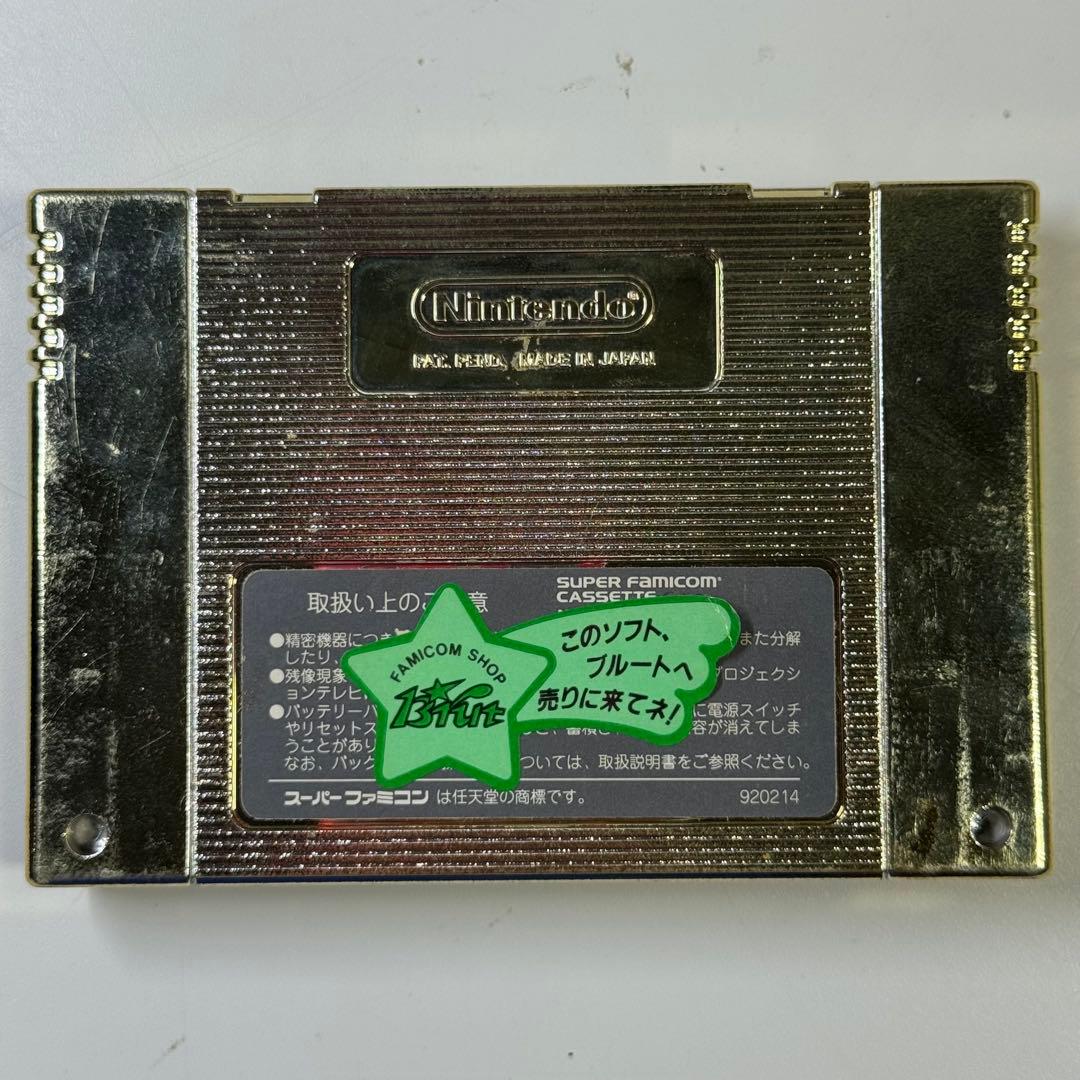 Nintendo®
PAT. PEND. MADE IN JAPAN
取扱い上のご 意
SUPER FAMICOM®
CASSETTE
●精密機器につき また分解
したり、
●残像現象 プロジェクシ
ョンテレビ
●バッテリーバ に電源スイッチ
やリセットス 容が消えてしま
うことがあり
なお、バック ついては、取扱説明書をご参照ください。
スーパーファミコン は任天堂の商標です。
920214
FAMICOM SHOP
このソフト、
ブルートへ
売りに来てネ!